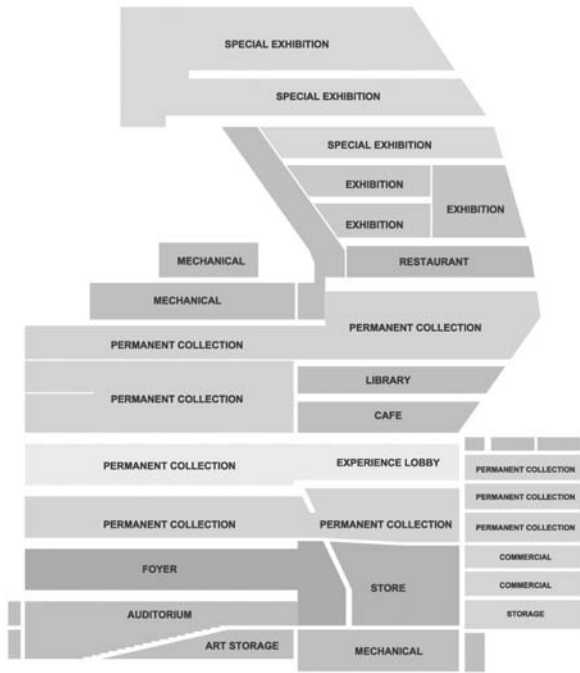 SPECIAL EXHIBITION
SPECIAL EXHIBITION
SPECIAL EXHIBITION
EXHIBITION
EXHIBITION
EXHIBITION
MECHANICAL
RESTAURANT
MECHANICAL
PERMANENT COLLECTION
PERMANENT COLLECTION
LIBRARY
PERMANENT COLLECTION
CAFE
PERMANENT COLLECTION
EXPERIENCE LOBBY
PERMANENT COLLECTION
PERMANENT COLLECTION
PERMANENT COLLECTION
PERMANENT COLLECTION
PERMANENT COLLECTION
COMMERCIAL
FOYER
STORE
COMMERCIAL
AUDITORIUM
STORAGE
ART STORAGE
MECHANICAL